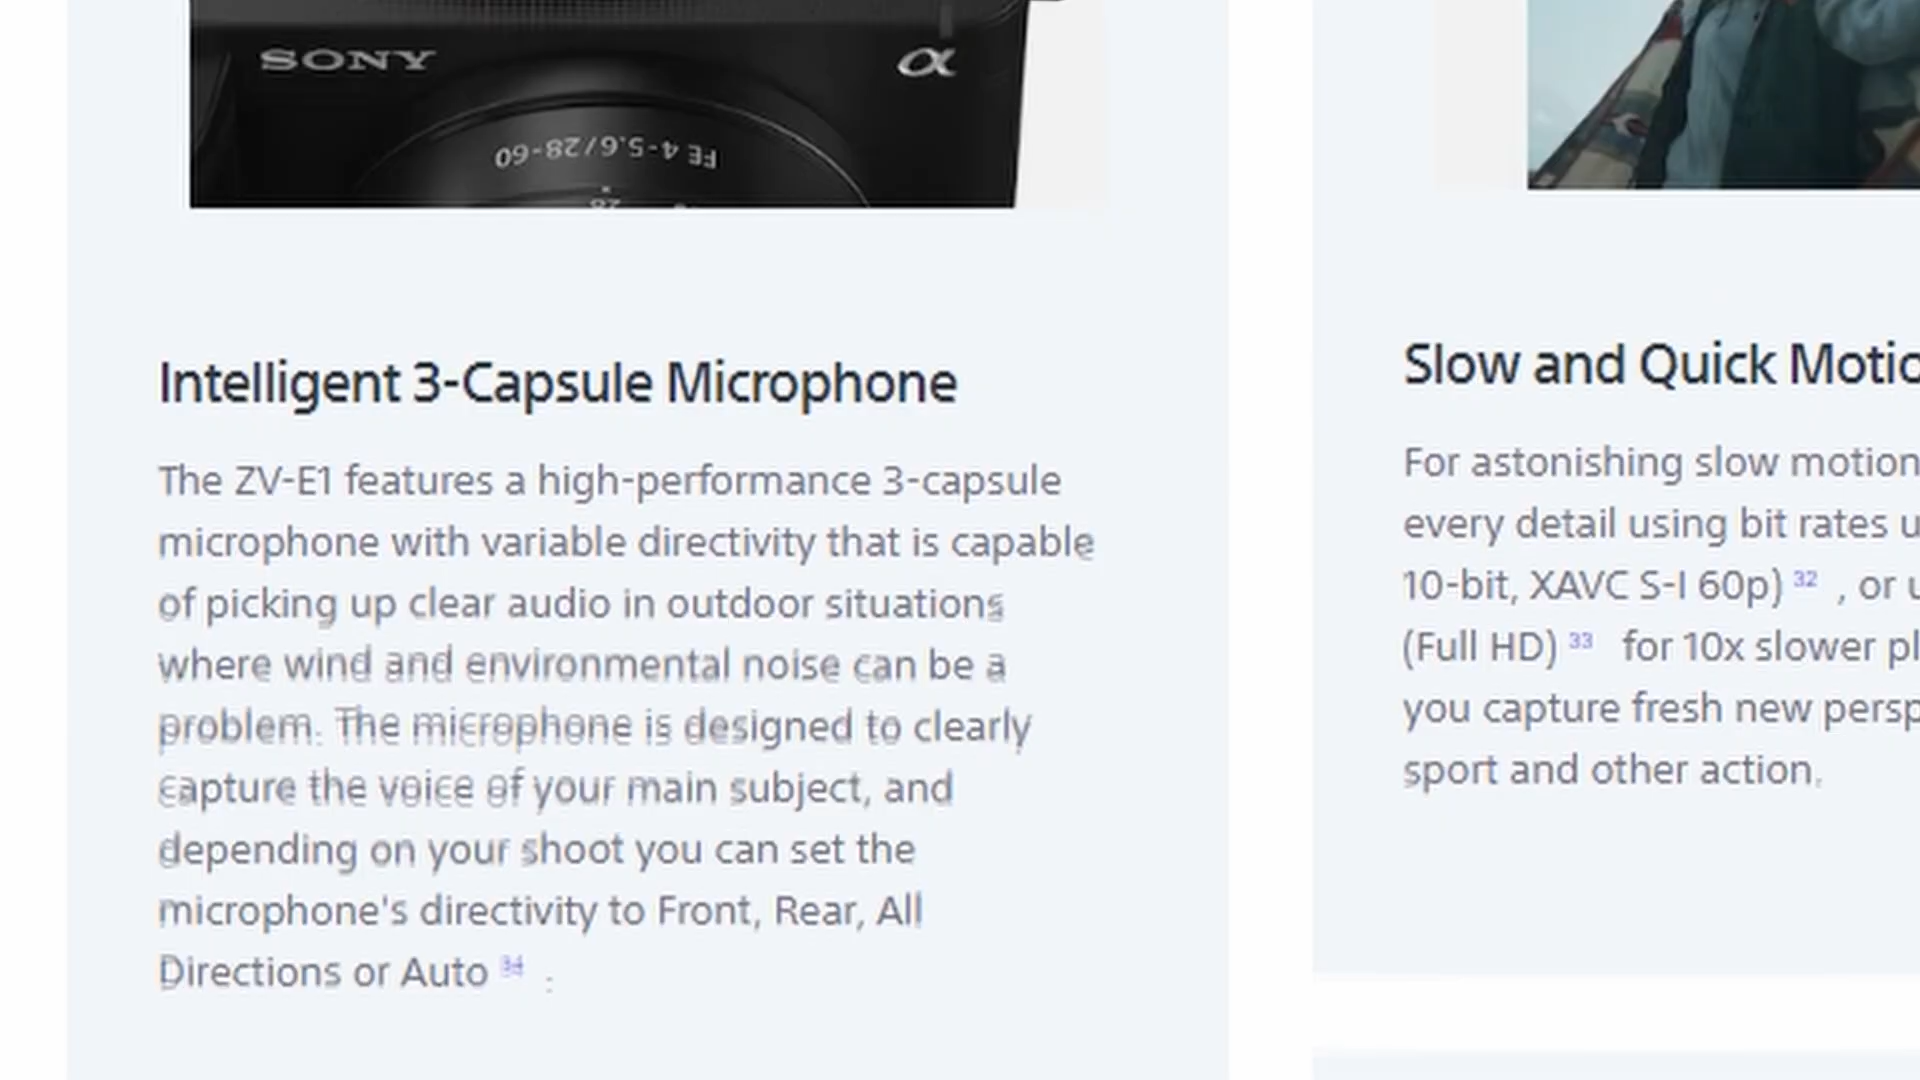 SONY α
FE 4-5.6/28-60
28
Intelligent 3-Capsule Microphone
The ZV-E1 features a high-performance 3-capsule
microphone with variable directivity that is capable
of picking up clear audio in outdoor situations
where wind and environmental noise can be a
problem. The microphone is designed to clearly
capture the voice of your main subject, and
depending on your shoot you can set the
microphone's directivity to Front, Rear, All
Directions or Auto 34 .
Slow and Quick Motio
For astonishing slow motion
every detail using bit rates u
10-bit, XAVC S-I 60p) 32 , or u
(Full HD) 33 for 10x slower pl
you capture fresh new persp
sport and other action.